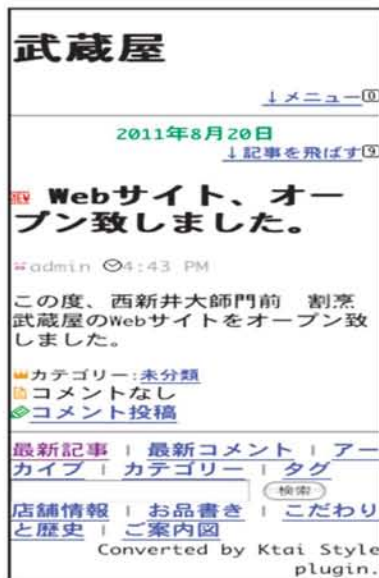 武蔵屋
↓メニュー0
2011年8月20日
↓記事を飛ばす9
NEW Webサイト、オー
プン致しました。
admin 4:43 PM
この度、西新井大師門前　割烹
武蔵屋のWebサイトをオープン致
しました。
カテゴリー:未分類
コメントなし
コメント投稿
最新記事 | 最新コメント | アー
カイブ | カテゴリー | タグ
検索
店舗情報 | お品書き | こだわり
と歴史 | ご案内図
Converted by Ktai Style
plugin.